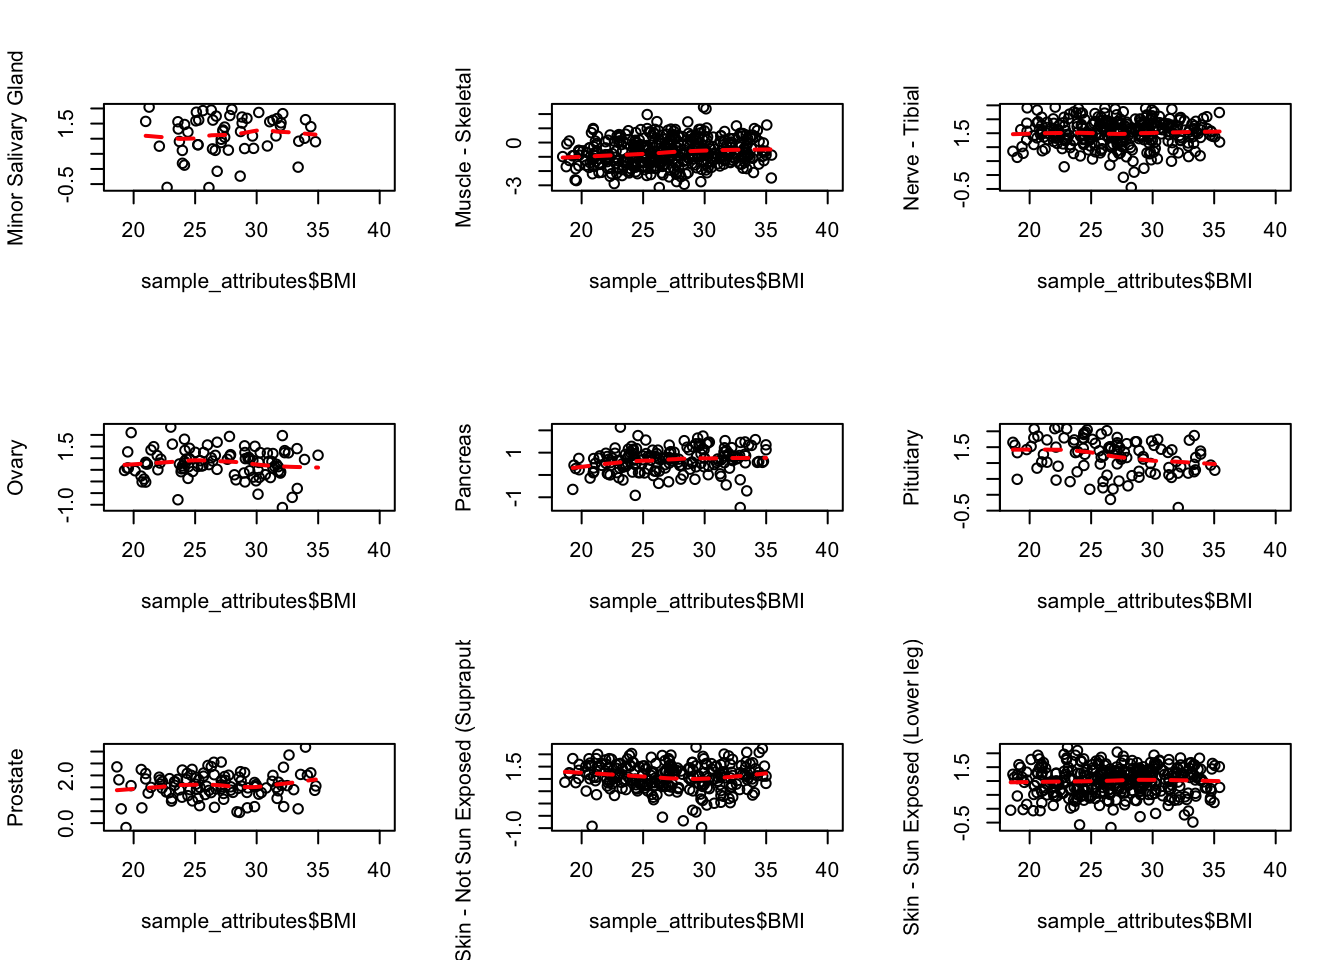 Minor Salivary Gland
1.5
-0.5
20 25 30 35 40
sample_attributes$BMI
Muscle - Skeletal
0
-3
20 25 30 35 40
sample_attributes$BMI
Nerve - Tibial
1.5
-0.5
20 25 30 35 40
sample_attributes$BMI
Ovary
1.5
-1.0
20 25 30 35 40
sample_attributes$BMI
Pancreas
1
-1
20 25 30 35 40
sample_attributes$BMI
Pituitary
1.5
-0.5
20 25 30 35 40
sample_attributes$BMI
Prostate
2.0
0.0
20 25 30 35 40
sample_attributes$BMI
Skin - Not Sun Exposed (Suprapub
1.5
-1.0
20 25 30 35 40
sample_attributes$BMI
Skin - Sun Exposed (Lower leg)
1.5
-0.5
20 25 30 35 40
sample_attributes$BMI